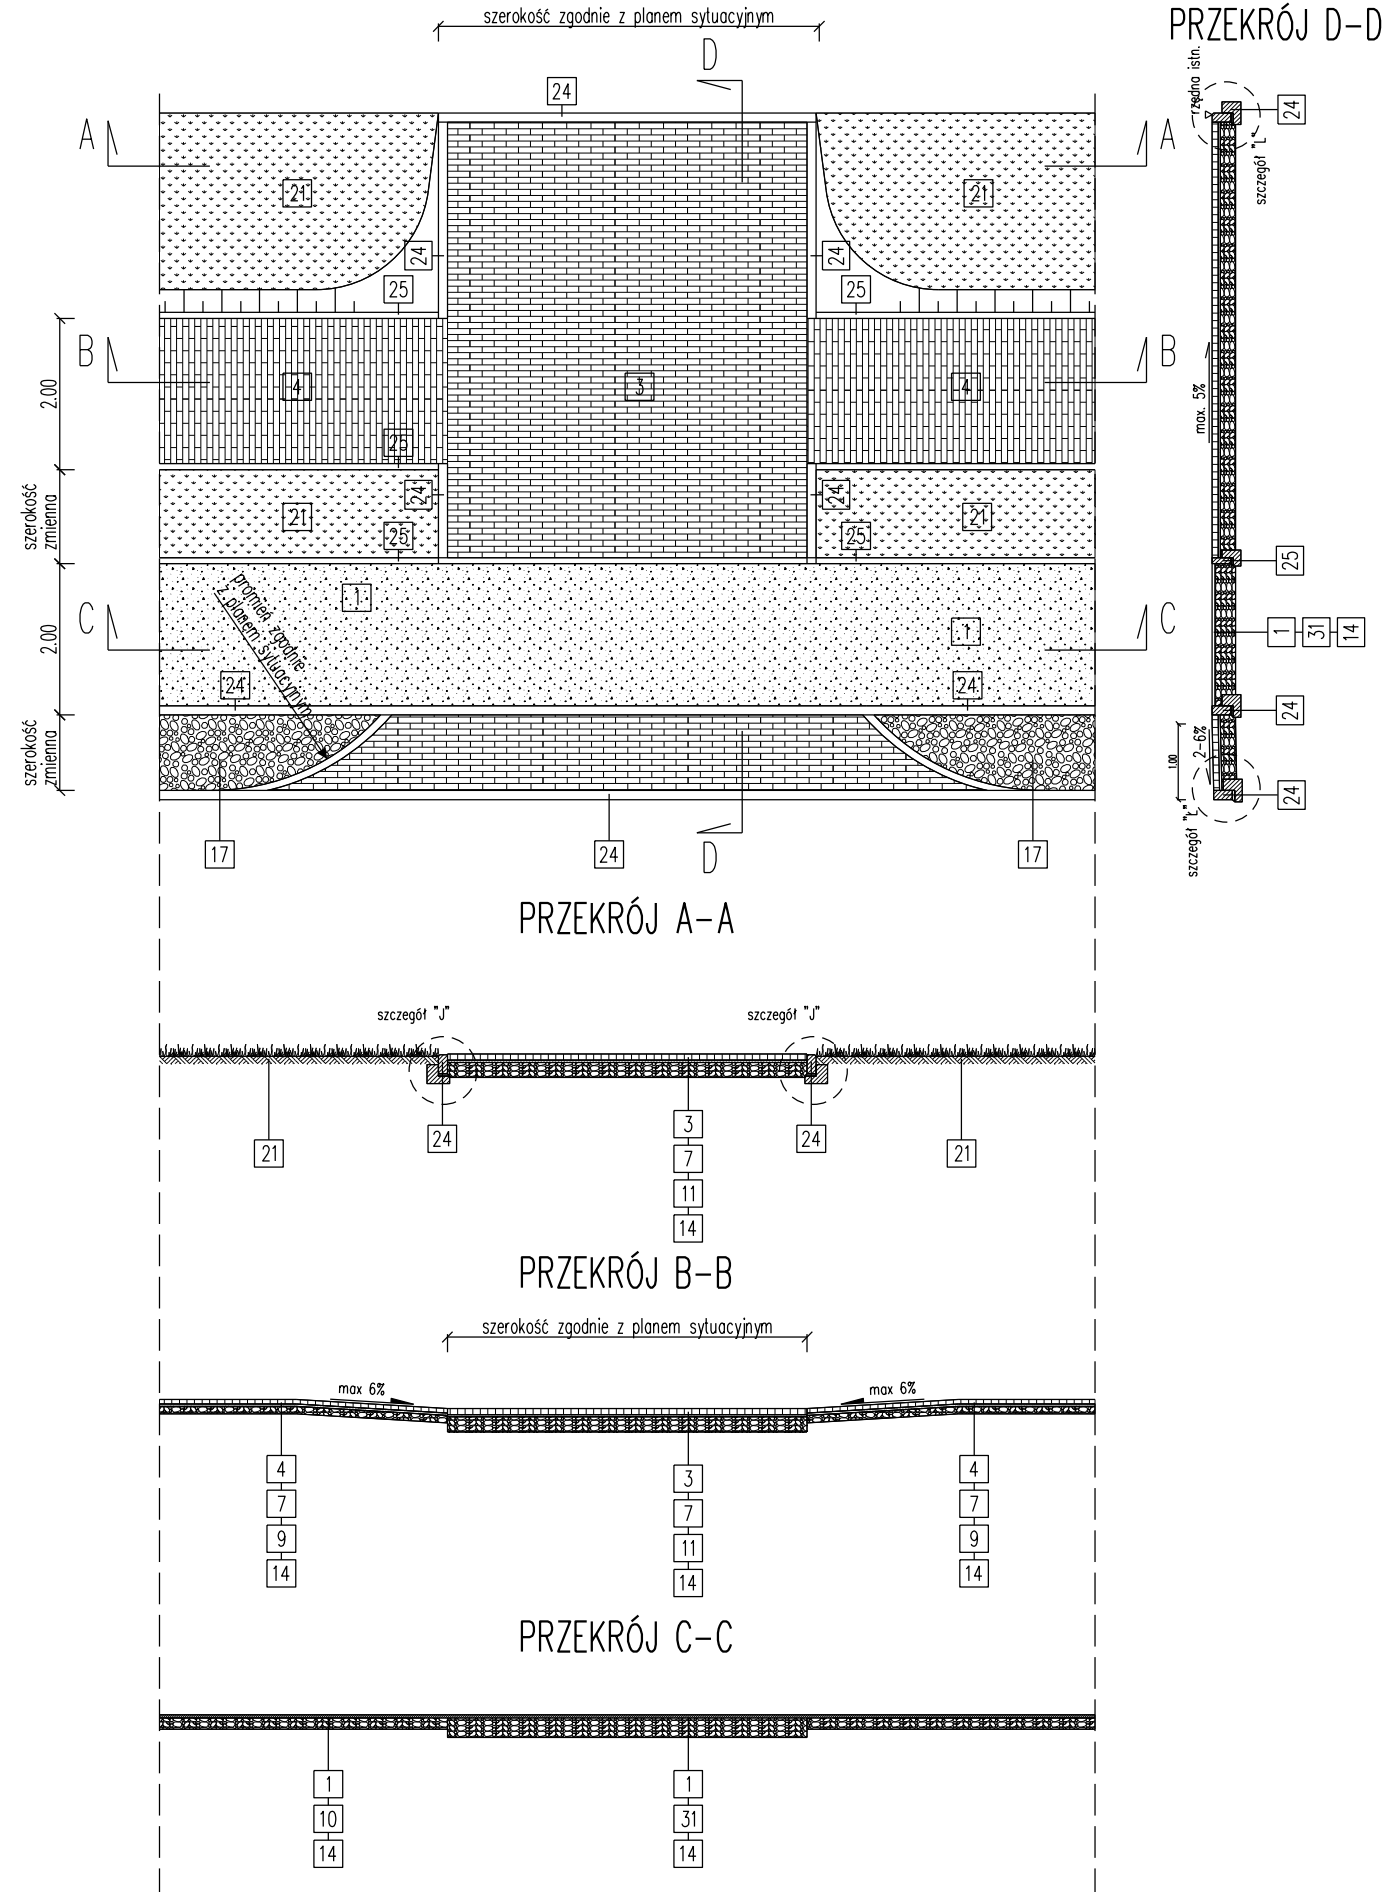 szerokość zgodnie z planem sytuacyjnym
PRZEKRÓJ D-D
D
24
rzędna istn.
24
A
A
szczegół "L"
21
21
24
24
25
25
B
B
4
3
4
2.00
max. 5%
25
24
24
szerokość
zmienna
21
21
25
25
25
promień zgodnie
z planem sytuacyjnym
1
C
C
2.00
1
1
31
14
24
24
24
szerokość
zmienna
1.00
2-6%
24
szczegół "Ł"
17
24
D
17
PRZEKRÓJ A-A
szczegół "J"
szczegół "J"
21
24
3
7
11
14
24
21
PRZEKRÓJ B-B
szerokość zgodnie z planem sytuacyjnym
max 6%
max 6%
4
7
9
14
3
7
11
14
4
7
9
14
PRZEKRÓJ C-C
1
10
14
1
31
14